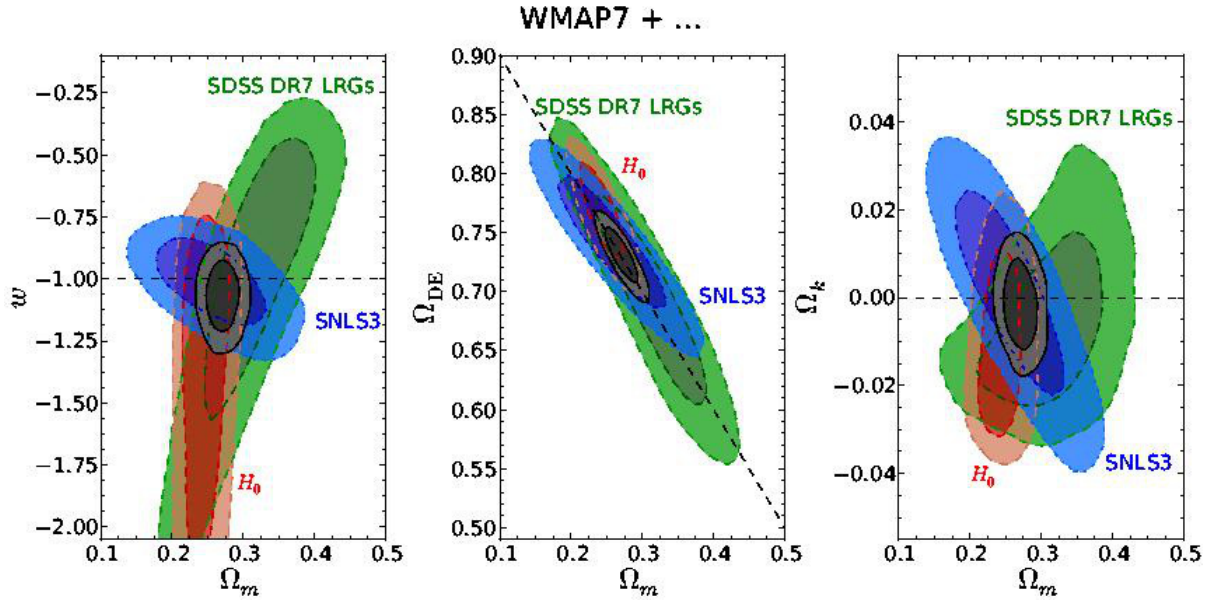 WMAP7 + ...
SDSS DR7 LRGs
−0.25
−0.50
−0.75
−1.00
−1.25
−1.50
−1.75
−2.00
w
SNLS3
H₀
0.1 0.2 0.3 0.4 0.5
Ωₘ
0.90
0.85
0.80
0.75
0.70
0.65
0.60
0.55
0.50
Ω_DE
SDSS DR7 LRGs
H₀
SNLS3
0.1 0.2 0.3 0.4 0.5
Ωₘ
0.04
0.02
0.00
−0.02
−0.04
Ωₖ
SDSS DR7 LRGs
SNLS3
H₀
0.1 0.2 0.3 0.4 0.5
Ωₘ